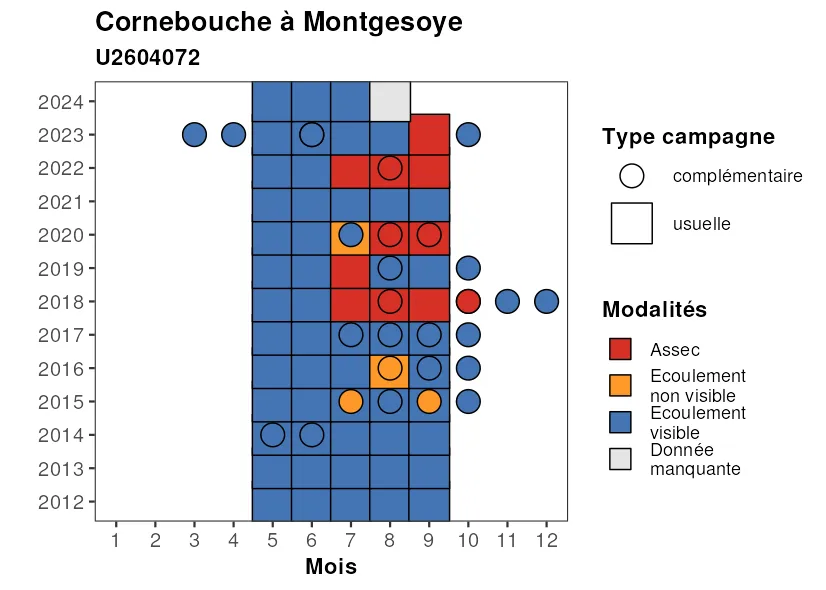 Cornebouche à Montgesoye
U2604072
2024
2023
2022
2021
2020
2019
2018
2017
2016
2015
2014
2013
2012
1 2 3 4 5 6 7 8 9 10 11 12
Mois
Type campagne
complémentaire
usuelle
Modalités
Assec
Ecoulement
non visible
Ecoulement
visible
Donnée
manquante